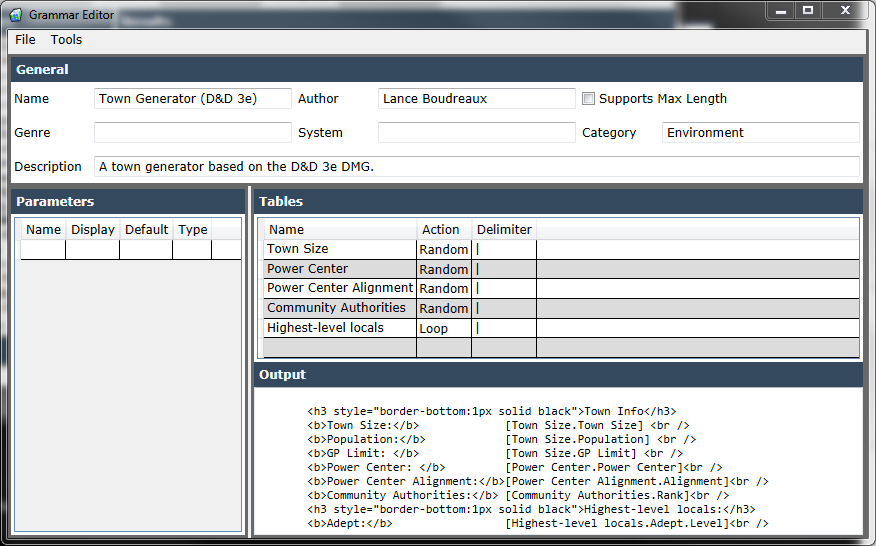 Grammar Editor
File Tools
General
Name Town Generator (D&D 3e) Author Lance Boudreaux Supports Max Length
Genre System Category Environment
Description A town generator based on the D&D 3e DMG.
Parameters
Name Display Default Type
Tables
Name Action Delimiter
Town Size Random |
Power Center Random |
Power Center Alignment Random |
Community Authorities Random |
Highest-level locals Loop |
Output
<h3 style="border-bottom:1px solid black">Town Info</h3>
<b>Town Size:</b> [Town Size.Town Size] <br />
<b>Population:</b> [Town Size.Population] <br />
<b>GP Limit: </b> [Town Size.GP Limit] <br />
<b>Power Center: </b> [Power Center.Power Center]<br />
<b>Power Center Alignment:</b>[Power Center Alignment.Alignment]<br />
<b>Community Authorities:</b> [Community Authorities.Rank]<br />
<h3 style="border-bottom:1px solid black">Highest-level locals:</h3>
<b>Adept:</b> [Highest-level locals.Adept.Level]<br />